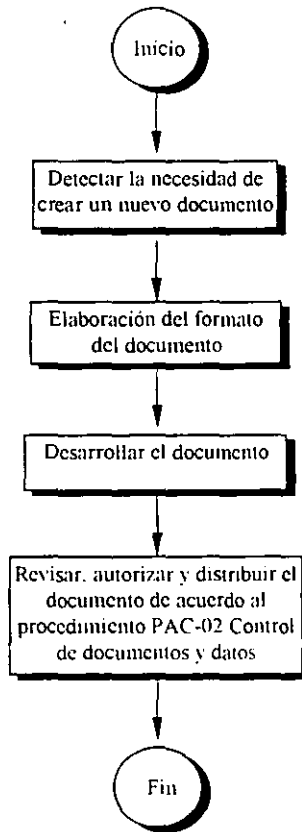 Inicio
Detectar la necesidad de
crear un nuevo documento
Elaboración del formato
del documento
Desarrollar el documento
Revisar, autorizar y distribuir el
documento de acuerdo al
procedimiento PAC-02 Control
de documentos y datos
Fin